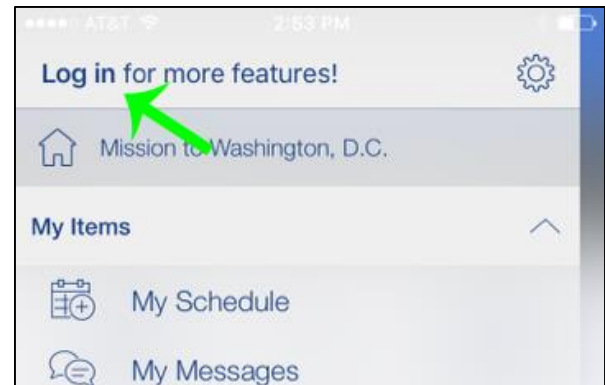 AT&T 2:53 PM
Log in for more features!
Mission to Washington, D.C.
My Items
My Schedule
My Messages